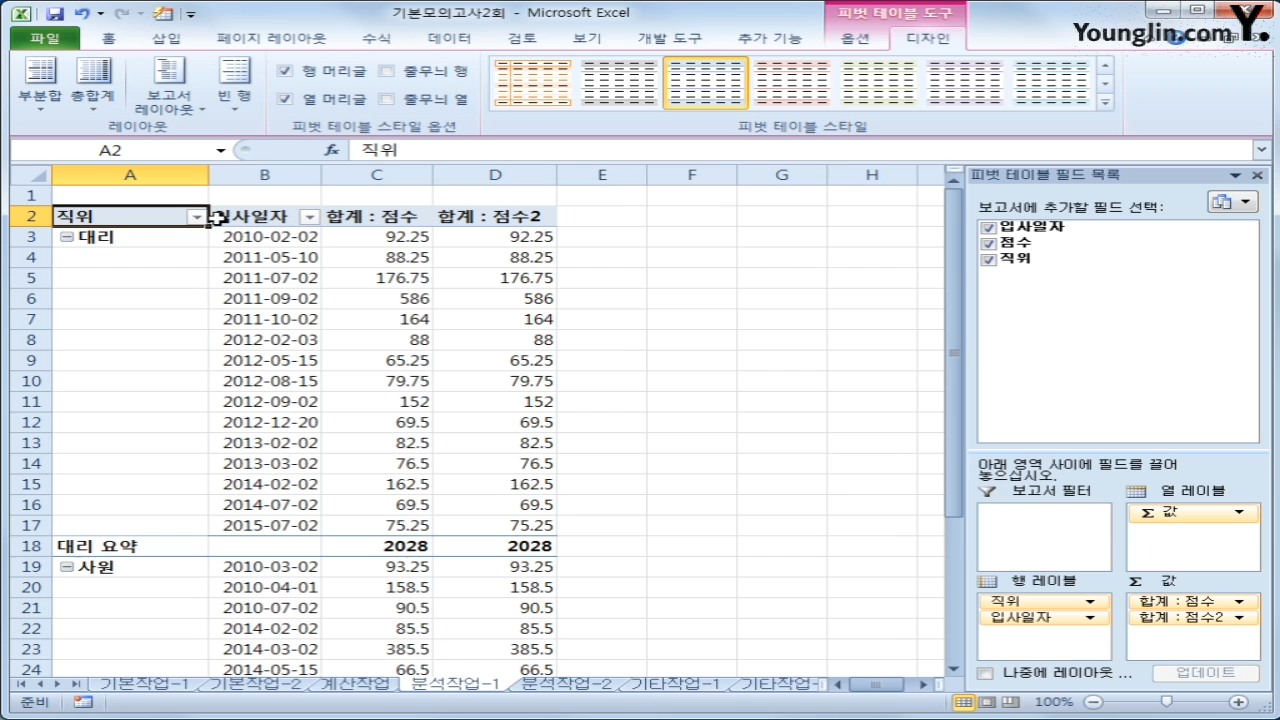 기본모의고사2회 - Microsoft Excel
피벗 테이블 도구
YoungJin.com Y.
파일 홈 삽입 페이지 레이아웃 수식 데이터 검토 보기 개발 도구 추가 기능 옵션 디자인
부분합 총합계 보고서 레이아웃 빈 행
행 머리글 줄무늬 행
열 머리글 줄무늬 열
레이아웃 피벗 테이블 스타일 옵션 피벗 테이블 스타일
A2 fx 직위
A B C D E F G H
1
2 직위 입사일자 합계 : 점수 합계 : 점수2
3 대리 2010-02-02 92.25 92.25
4 2011-05-10 88.25 88.25
5 2011-07-02 176.75 176.75
6 2011-09-02 586 586
7 2011-10-02 164 164
8 2012-02-03 88 88
9 2012-05-15 65.25 65.25
10 2012-08-15 79.75 79.75
11 2012-09-02 152 152
12 2012-12-20 69.5 69.5
13 2013-02-02 82.5 82.5
14 2013-03-02 76.5 76.5
15 2014-02-02 162.5 162.5
16 2014-07-02 69.5 69.5
17 2015-07-02 75.25 75.25
18 대리 요약 2028 2028
19 사원 2010-03-02 93.25 93.25
20 2010-04-01 158.5 158.5
21 2010-07-02 90.5 90.5
22 2014-02-02 85.5 85.5
23 2014-03-02 385.5 385.5
24 2014-05-15 66.5 66.5
피벗 테이블 필드 목록
보고서에 추가할 필드 선택:
입사일자
점수
직위
아래 영역 사이에 필드를 끌어
놓으십시오.
보고서 필터 열 레이블
Σ 값
행 레이블 Σ 값
직위 합계 : 점수
입사일자 합계 : 점수2
나중에 레이아웃 ... 업데이트
기본작업-1 기본작업-2 계산작업 분석작업-1 분석작업-2 기타작업-1 기타작업-
준비 100%